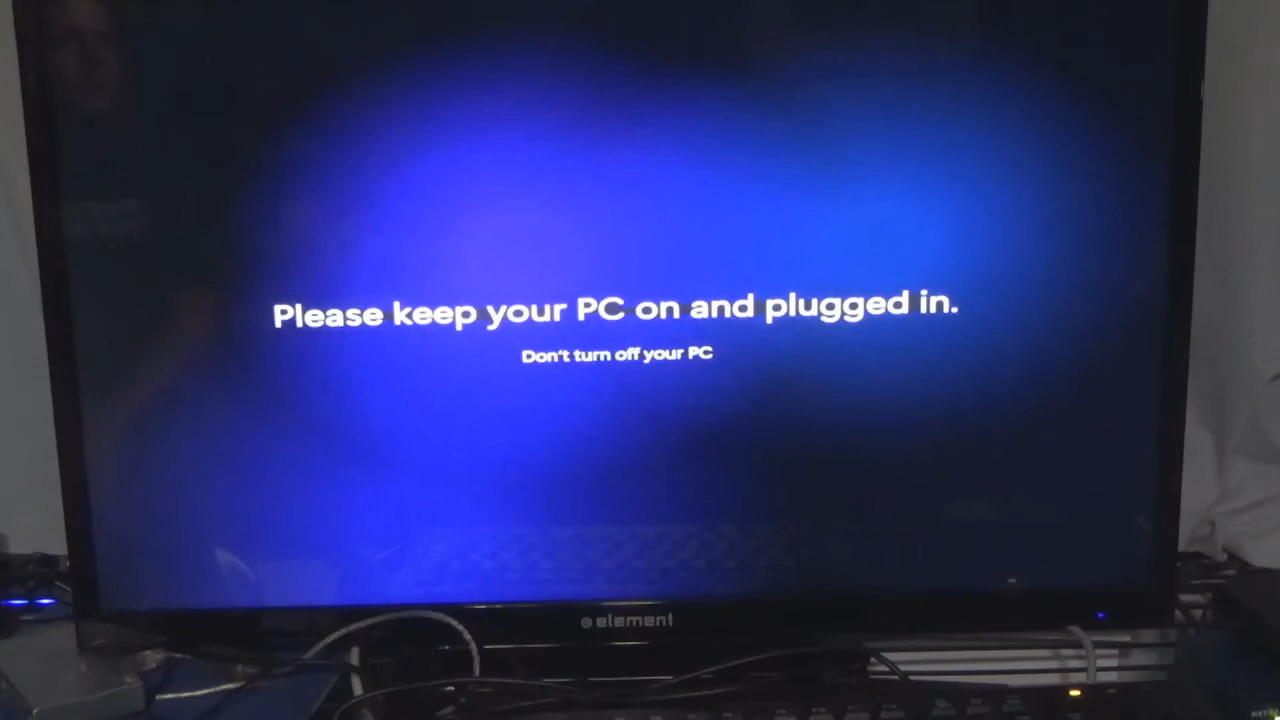 Please keep your PC on and plugged in.
Don't turn off your PC
element